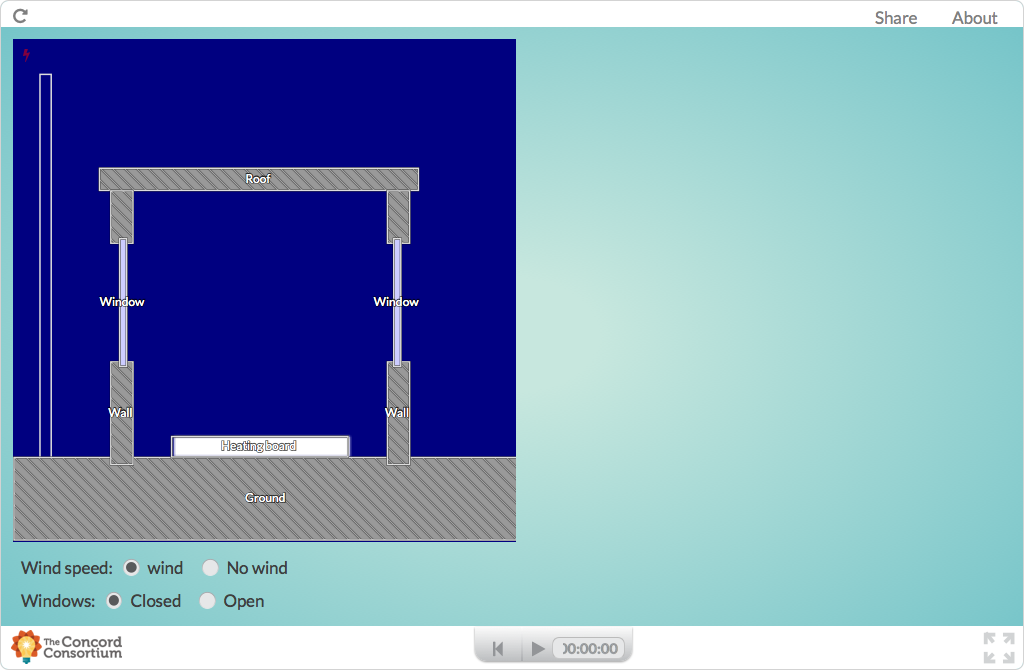 Share About
Roof
Window Window
Wall Wall
Heating board
Ground
Wind speed: wind No wind
Windows: Closed Open
The Concord
Consortium
00:00:00